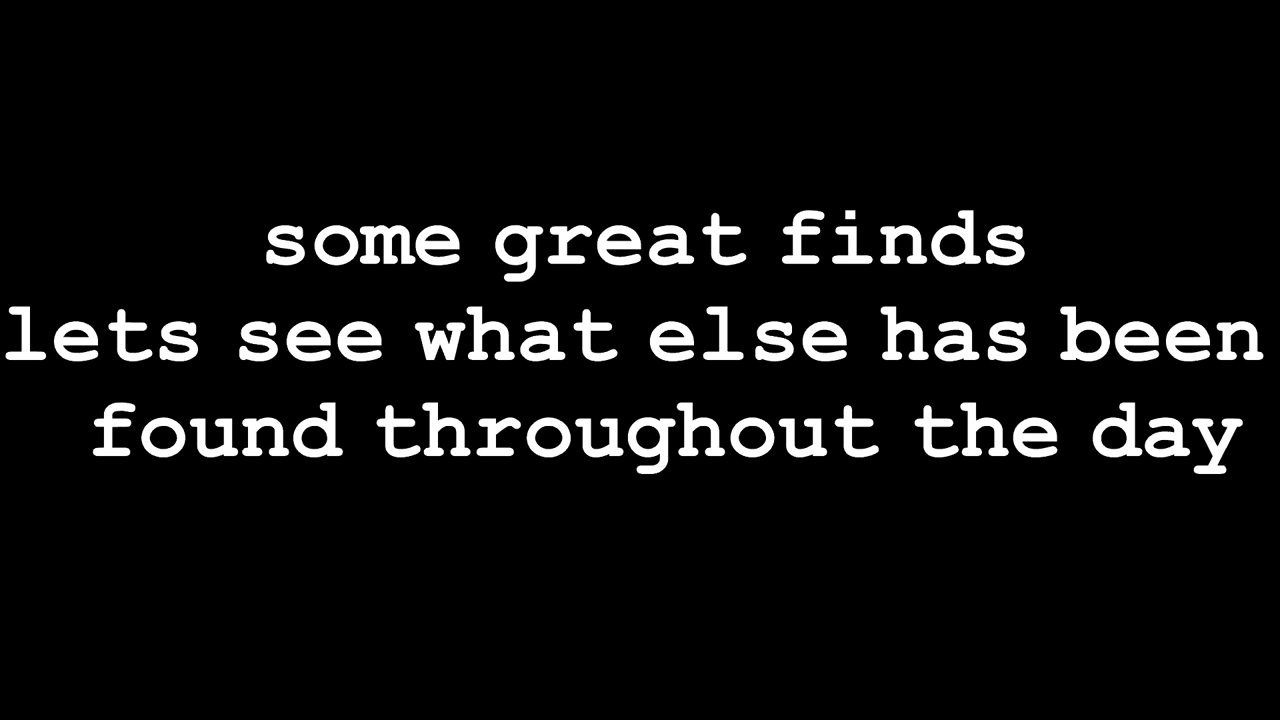 some great finds
lets see what else has been
found throughout the day